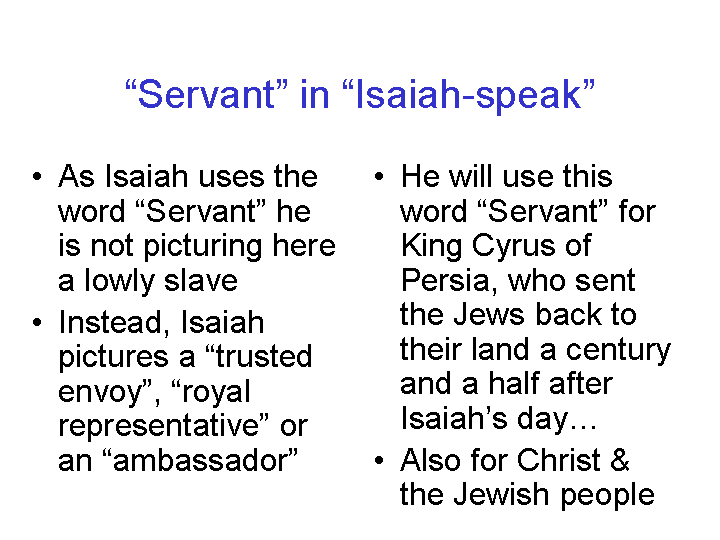 “Servant” in “Isaiah-speak”
• As Isaiah uses the
word “Servant” he
is not picturing here
a lowly slave
• Instead, Isaiah
pictures a “trusted
envoy”, “royal
representative” or
an “ambassador”
• He will use this
word “Servant” for
King Cyrus of
Persia, who sent
the Jews back to
their land a century
and a half after
Isaiah’s day…
• Also for Christ &
the Jewish people